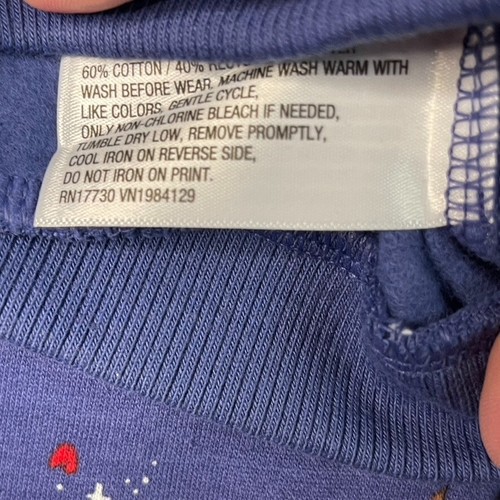 60% COTTON / 40%
WASH BEFORE WEAR, MACHINE WASH WARM WITH
LIKE COLORS, GENTLE CYCLE,
ONLY NON-CHLORINE BLEACH IF NEEDED,
TUMBLE DRY LOW, REMOVE PROMPTLY,
COOL IRON ON REVERSE SIDE,
DO NOT IRON ON PRINT.
RN17730 VN1984129